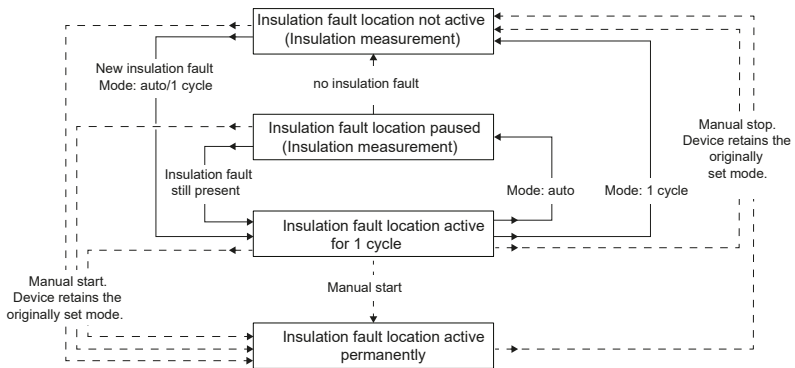 Insulation fault location not active
(Insulation measurement)
New insulation fault
Mode: auto/1 cycle
no insulation fault
Insulation fault location paused
(Insulation measurement)
Manual stop.
Device retains the
originally
set mode.
Insulation fault
still present
Mode: auto
Mode: 1 cycle
Insulation fault location active
for 1 cycle
Manual start.
Device retains the
originally set mode.
Manual start
Insulation fault location active
permanently